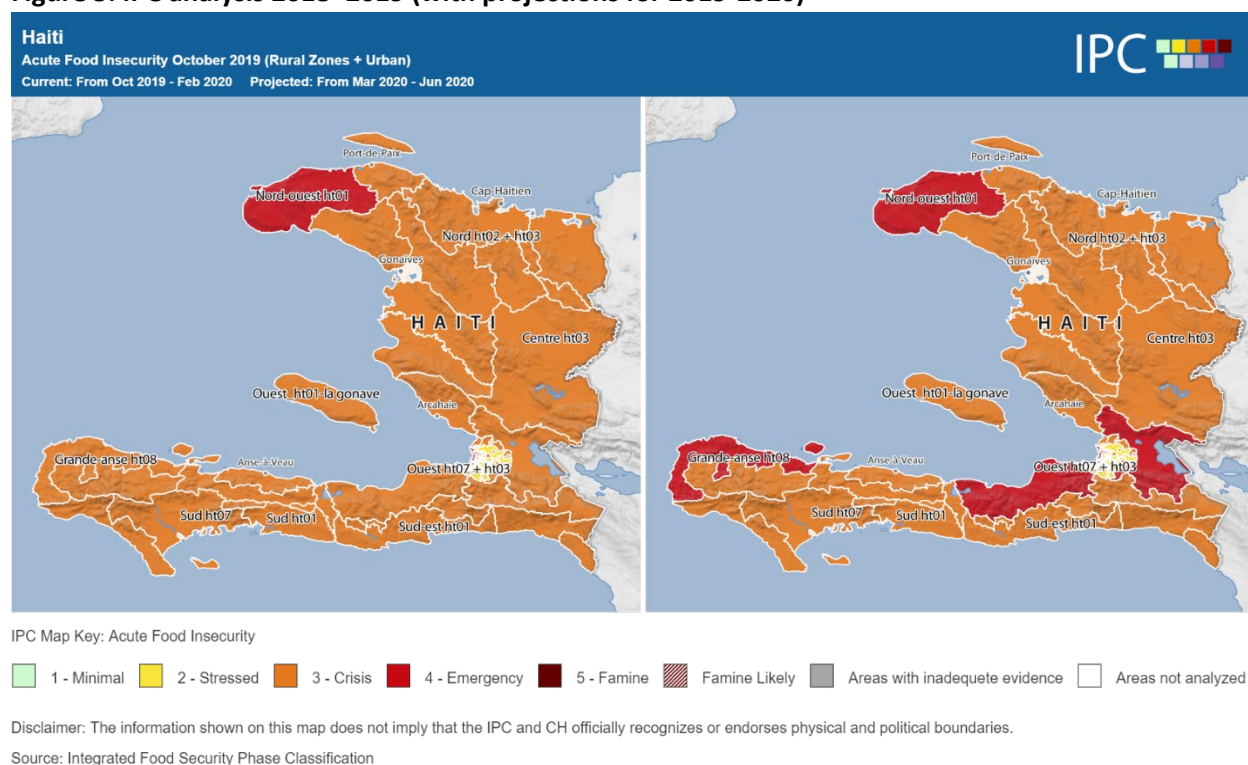 IPC analysis (with projections for
Haiti
Acute Food Insecurity October 2019 (Rural Zones + Urban)
Current: From Oct 2019 - Feb 2020 Projected: From Mar 2020 - Jun 2020
IPC
Port-de-Paix
Nord-ouest ht01
Cap-Haïtien
Nord ht02 + ht03
Gonaives
HAITI
Centre ht03
Ouest ht01-la gonave
Arcahaie
Grande-anse ht08
Anse-à-Veau
Ouest ht07 + ht03
Sud ht07
Sud ht01
Sud-est ht01
Port-de-Paix
Nord-ouest ht01
Cap-Haïtien
Nord ht02 + ht03
Gonaives
HAITI
Centre ht03
Ouest ht01-la gonave
Arcahaie
Grande-anse ht08
Anse-à-Veau
Ouest ht07 + ht03
Sud ht07
Sud ht01
Sud-est ht01
IPC Map Key: Acute Food Insecurity
1 - Minimal 2 - Stressed 3 - Crisis 4 - Emergency 5 - Famine Famine Likely Areas with inadequete evidence Areas not analyzed
Disclaimer: The information shown on this map does not imply that the IPC and CH officially recognizes or endorses physical and political boundaries.
Source: Integrated Food Security Phase Classification